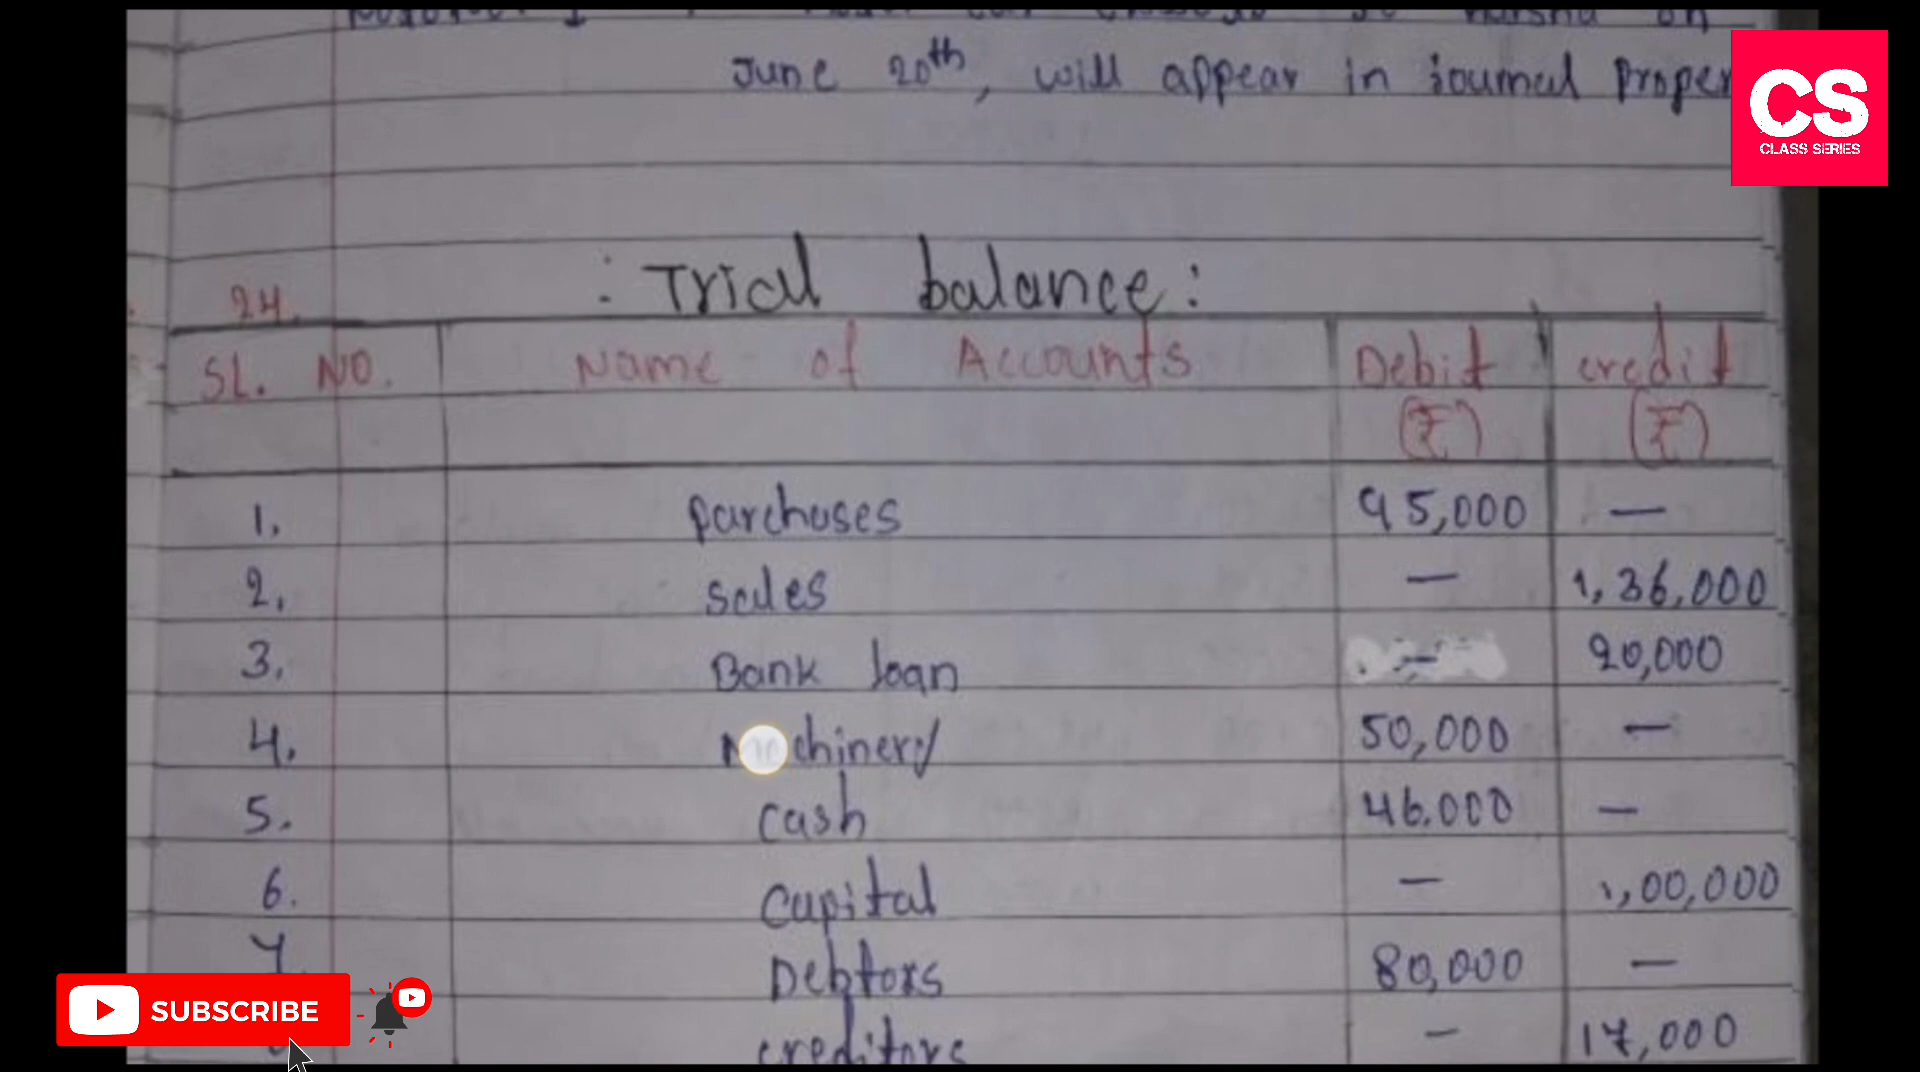 June 20th, will appear in journal proper
CS
CLASS SERIES
24. : Trial balance :
SL. NO. Name of Accounts Debit credit
(₹) (₹)
1. purchases 95,000 —
2. sales — 1,36,000
3. Bank loan — 20,000
4. Machinery 50,000 —
5. cash 46.000 —
6. capital — 1,00,000
7. Debtors 80,000 —
creditors — 17,000
SUBSCRIBE